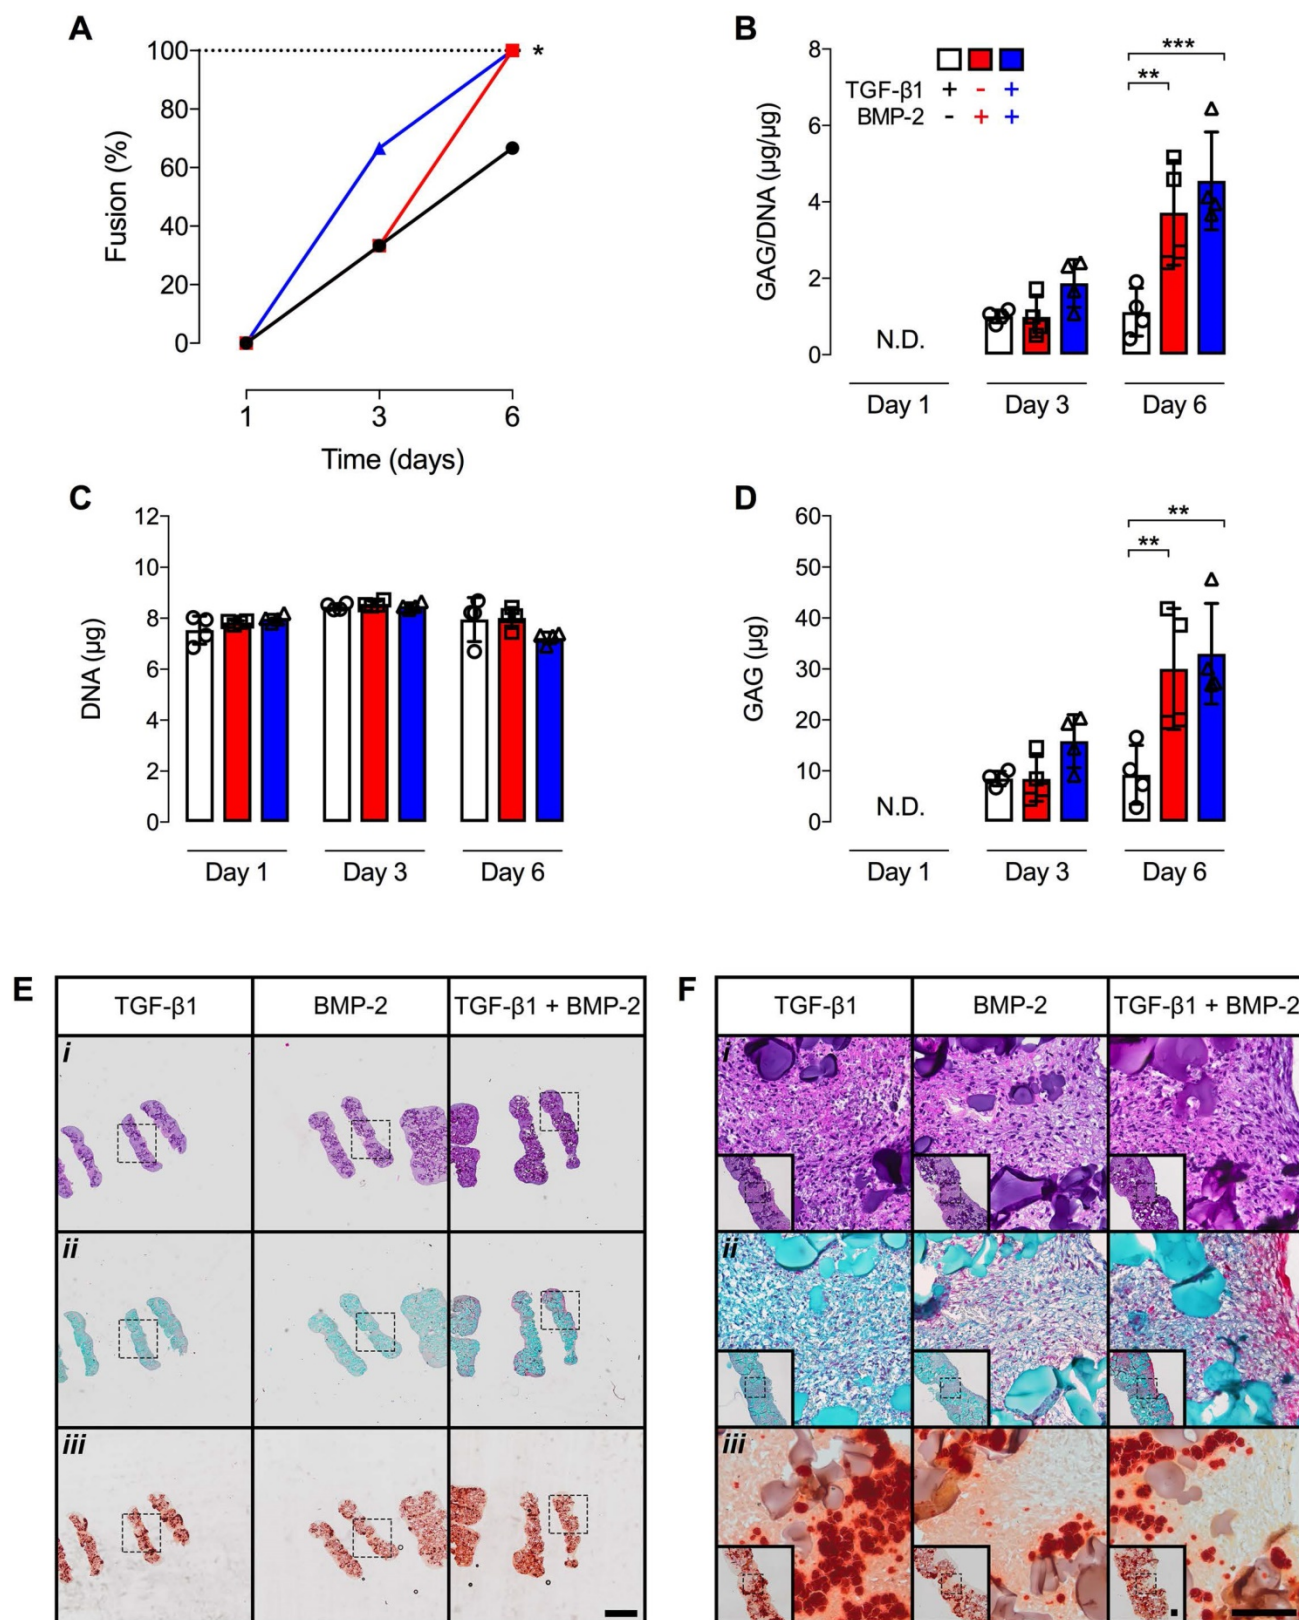 A
100
80
60
40
20
0
*
Fusion (%)
1 3 6
Time (days)
B
8
6
4
2
0
GAG/DNA (µg/µg)
TGF-β1 + - +
BMP-2 - + +
***
**
N.D.
Day 1 Day 3 Day 6
C
12
10
8
6
4
2
0
DNA (µg)
Day 1 Day 3 Day 6
D
60
50
40
30
20
10
0
GAG (µg)
**
**
N.D.
Day 1 Day 3 Day 6
E
TGF-β1 BMP-2 TGF-β1 + BMP-2
i
ii
iii
F
TGF-β1 BMP-2 TGF-β1 + BMP-2
i
ii
iii